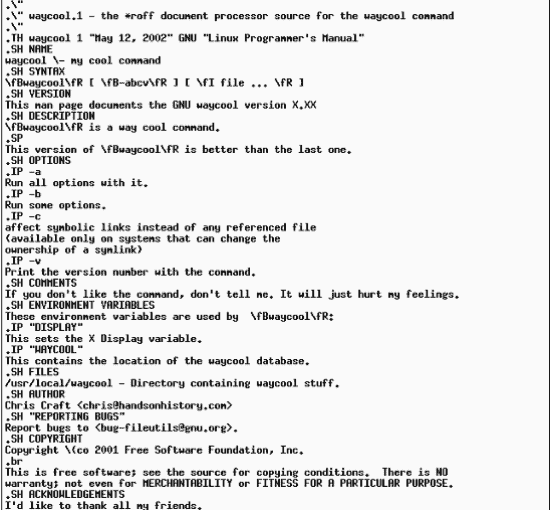 .\"
.\" waycool.1 - the *roff document processor source for the waycool command
.\"
.TH waycool 1 "May 12, 2002" GNU "Linux Programmer's Manual"
.SH NAME
waycool \- my cool command
.SH SYNTAX
\fBwaycool\fR [ \fB-abcv\fR ] [ \fI file ... \fR ]
.SH VERSION
This man page documents the GNU waycool version X.XX
.SH DESCRIPTION
\fBwaycool\fR is a way cool command.
.SP
This version of \fBwaycool\fR is better than the last one.
.SH OPTIONS
.IP -a
Run all options with it.
.IP -b
Run some options.
.IP -c
affect symbolic links instead of any referenced file
(available only on systems that can change the
ownership of a symlink)
.IP -v
Print the version number with the command.
.SH COMMENTS
If you don't like the command, don't tell me. It will just hurt my feelings.
.SH ENVIRONMENT VARIABLES
These environment variables are used by  \fBwaycool\fR:
.IP "DISPLAY"
This sets the X Display variable.
.IP "WAYCOOL"
This contains the location of the waycool database.
.SH FILES
/usr/local/waycool - Directory containing waycool stuff.
.SH AUTHOR
Chris Craft <chris@handsonhistory.com>
.SH "REPORTING BUGS"
Report bugs to <bug-fileutils@gnu.org>.
.SH COPYRIGHT
Copyright \(co 2001 Free Software Foundation, Inc.
.br
This is free software; see the source for copying conditions.  There is NO
warranty; not even for MERCHANTABILITY or FITNESS FOR A PARTICULAR PURPOSE.
.SH ACKNOWLEDGEMENTS
I'd like to thank all my friends.